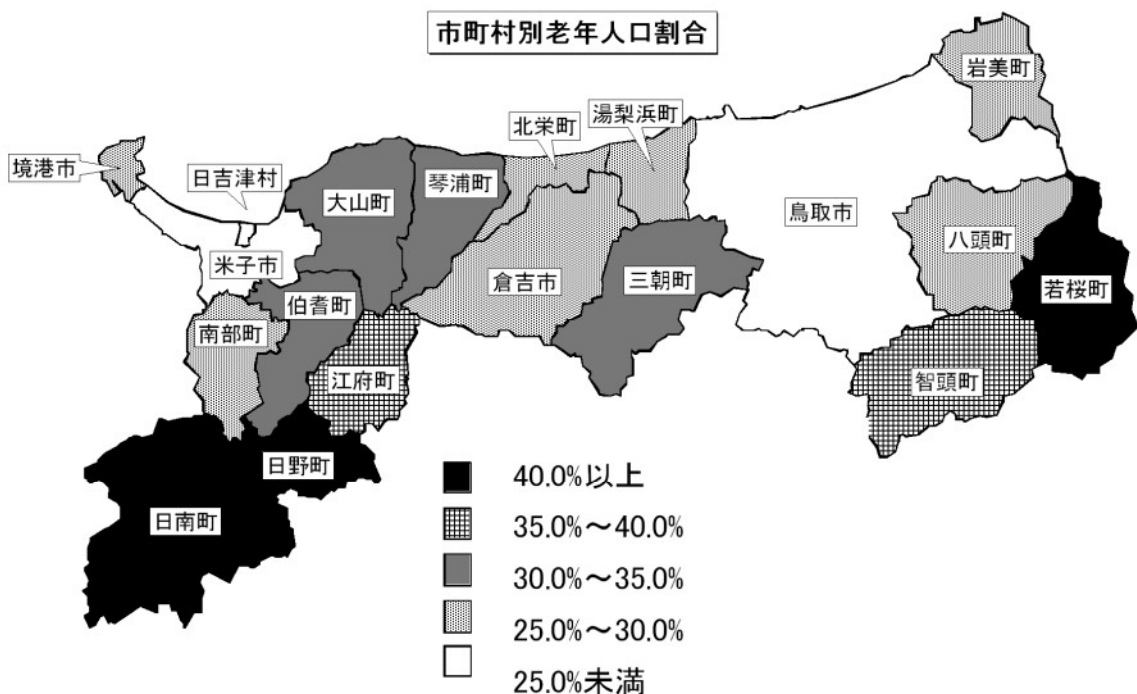 市町村別老年人口割合
岩美町
湯梨浜町
北栄町
境港市
日吉津村
大山町
琴浦町
鳥取市
八頭町
米子市
倉吉市
三朝町
若桜町
伯耆町
南部町
江府町
智頭町
日野町
日南町
40.0%以上
35.0%～40.0%
30.0%～35.0%
25.0%～30.0%
25.0%未満